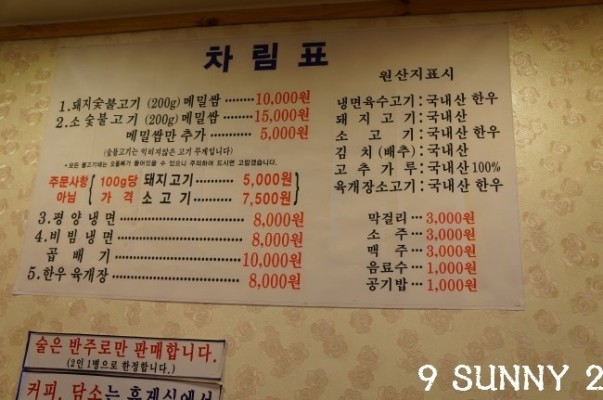 차림표
1.돼지숯불고기 (200g) 메밀쌈 ········ 10,000원
2.소숯불고기 (200g) 메밀쌈 ········ 15,000원
메밀쌈만 추가 ········ 5,000원
(숯불고기는 익히지않은 고기 무게입니다)
주문사항 아님
100g당 가격
돼지고기 ········ 5,000원
소고기 ········ 7,500원
3.평양냉면 ········ 8,000원
4.비빔냉면 ········ 8,000원
곱배기 ········ 10,000원
5.한우육개장 ········ 8,000원
원산지표시
냉면육수고기:국내산 한우
돼지고기:국내산
소고기:국내산 한우
김치(배추):국내산
고추가루:국내산100%
육개장소고기:국내산 한우
막걸리 ··· 3,000원
소주 ··· 3,000원
맥주 ··· 3,000원
음료수 ··· 1,000원
공기밥 ··· 1,000원
술은 반주로만 판매합니다.
(2인 1병으로 한정합니다.)
커피, 담소는 휴게실에서
9 SUNNY 2